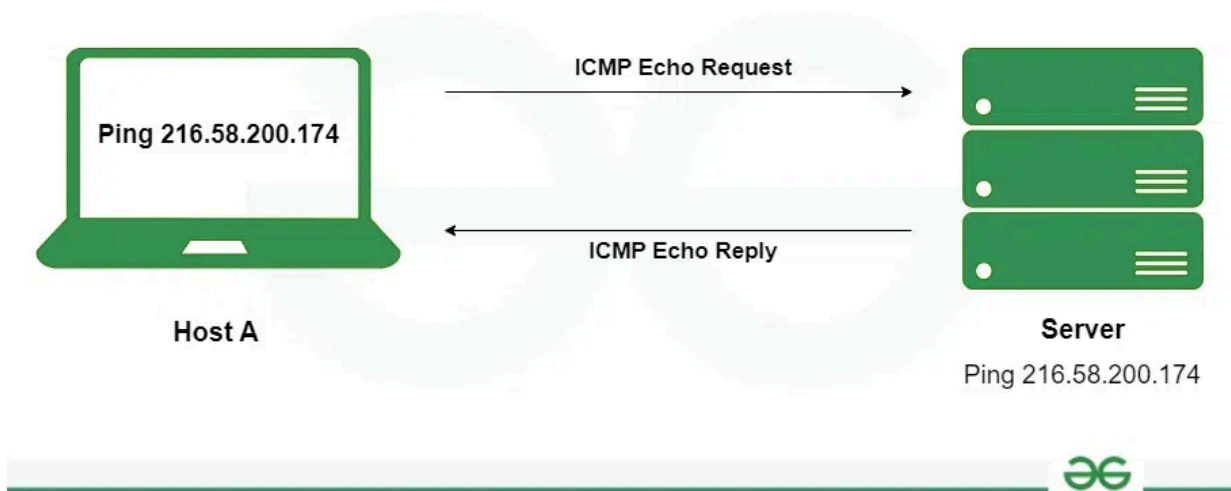 ICMP Echo Request
Ping 216.58.200.174
ICMP Echo Reply
Host A
Server
Ping 216.58.200.174